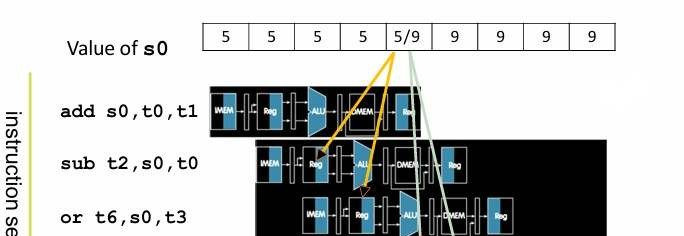 Value of s0 5 5 5 5 5/9 9 9 9 9
add s0,t0,t1 IMEM Reg ALU DMEM Reg
sub t2,s0,t0 IMEM Reg ALU DMEM Reg
or t6,s0,t3 IMEM Reg ALU DMEM Reg
instruction se